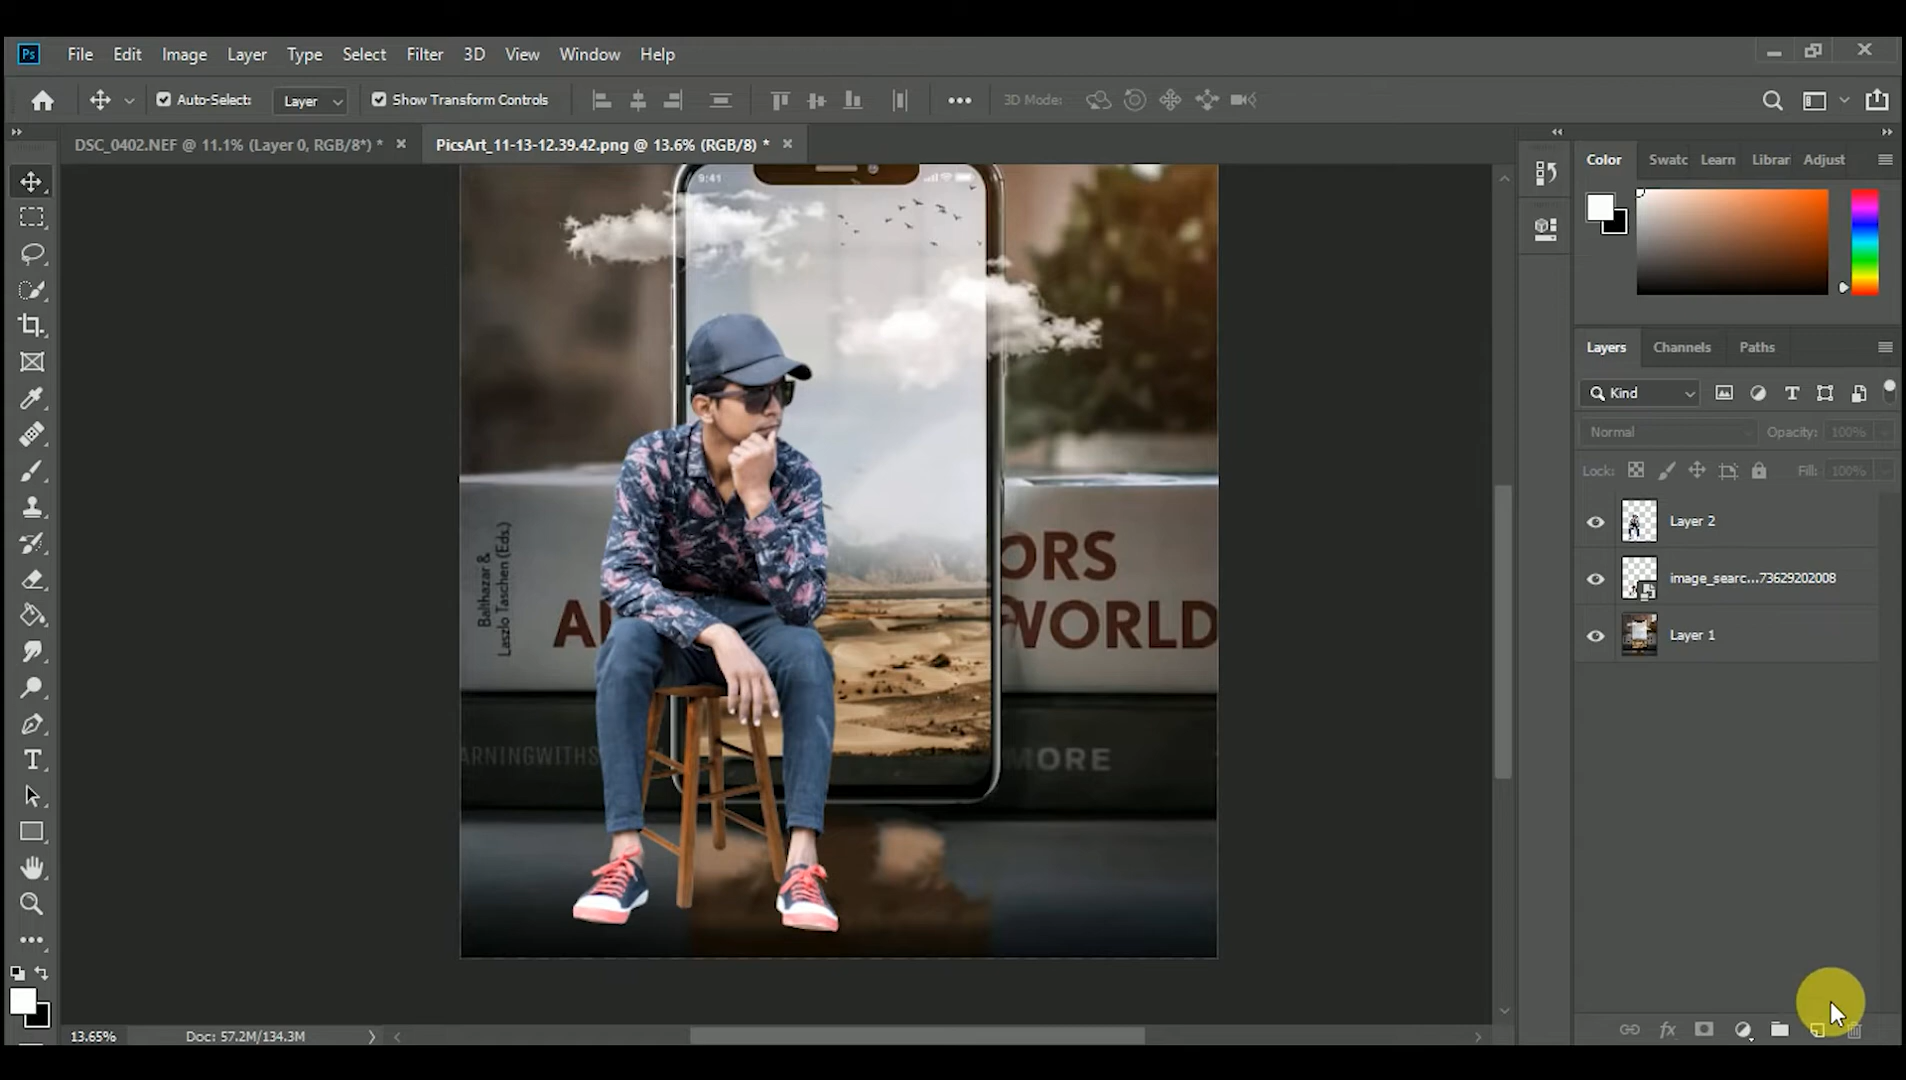 Ps File Edit Image Layer Type Select Filter 3D View Window Help
Auto-Select: Layer Show Transform Controls 3D Mode:
DSC_0402.NEF @ 11.1% (Layer 0, RGB/8*) *
PicsArt_11-13-12.39.42.png @ 13.6% (RGB/8) *
Color Swatc Learn Librar Adjust
9:41
Layers Channels Paths
Kind
Normal Opacity: 100%
Lock: Fill: 100%
Layer 2
image_searc...73629202008
Layer 1
Balthazar &
Laszlo Taschen (Eds.)
ORS
WORLD
ARNINGWITHS
MORE
13.65% Doc: 57.2M/134.3M